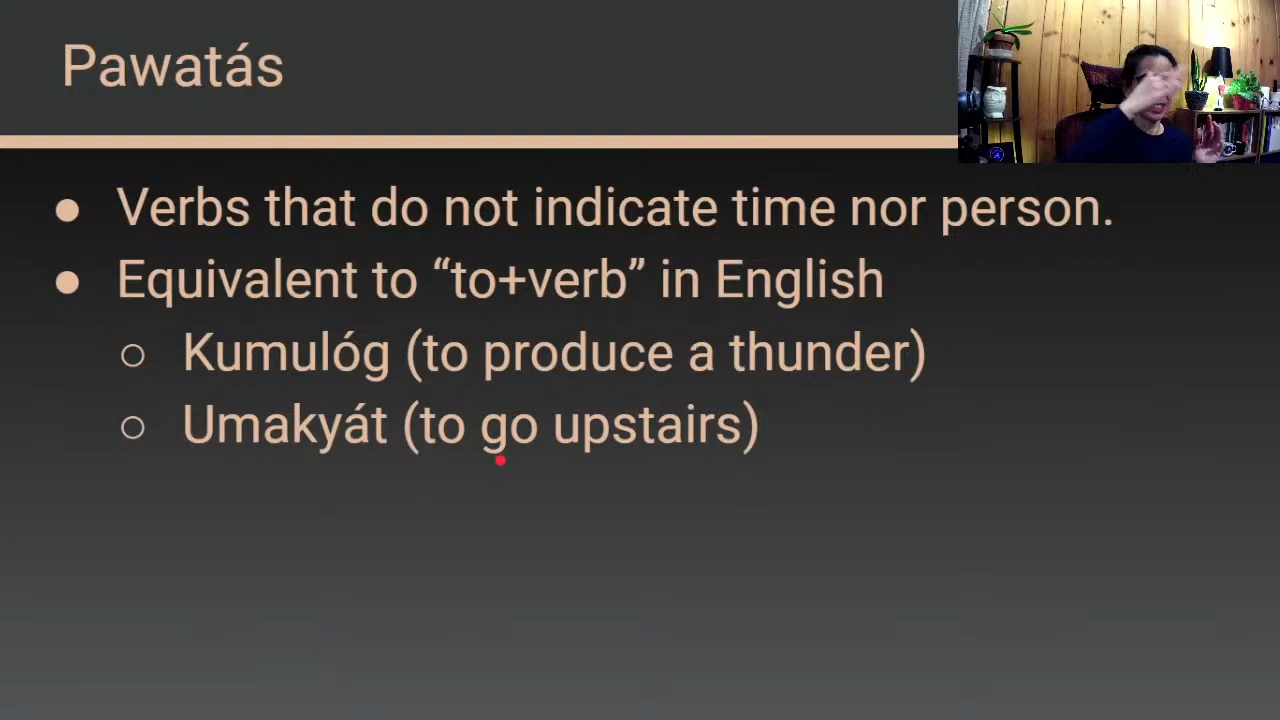 Pawatás
Verbs that do not indicate time nor person.
Equivalent to “to+verb” in English
Kumulóg (to produce a thunder)
Umakyát (to go upstairs)